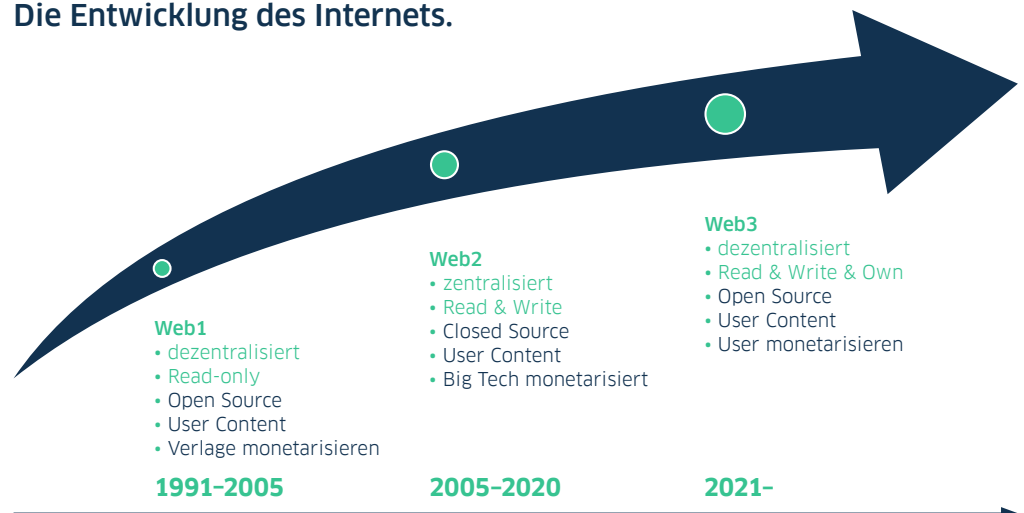 Die Entwicklung des Internets.
Web1
• dezentralisiert
• Read-only
• Open Source
• User Content
• Verlage monetarisieren
1991–2005
Web2
• zentralisiert
• Read & Write
• Closed Source
• User Content
• Big Tech monetarisiert
2005–2020
Web3
• dezentralisiert
• Read & Write & Own
• Open Source
• User Content
• User monetarisieren
2021–